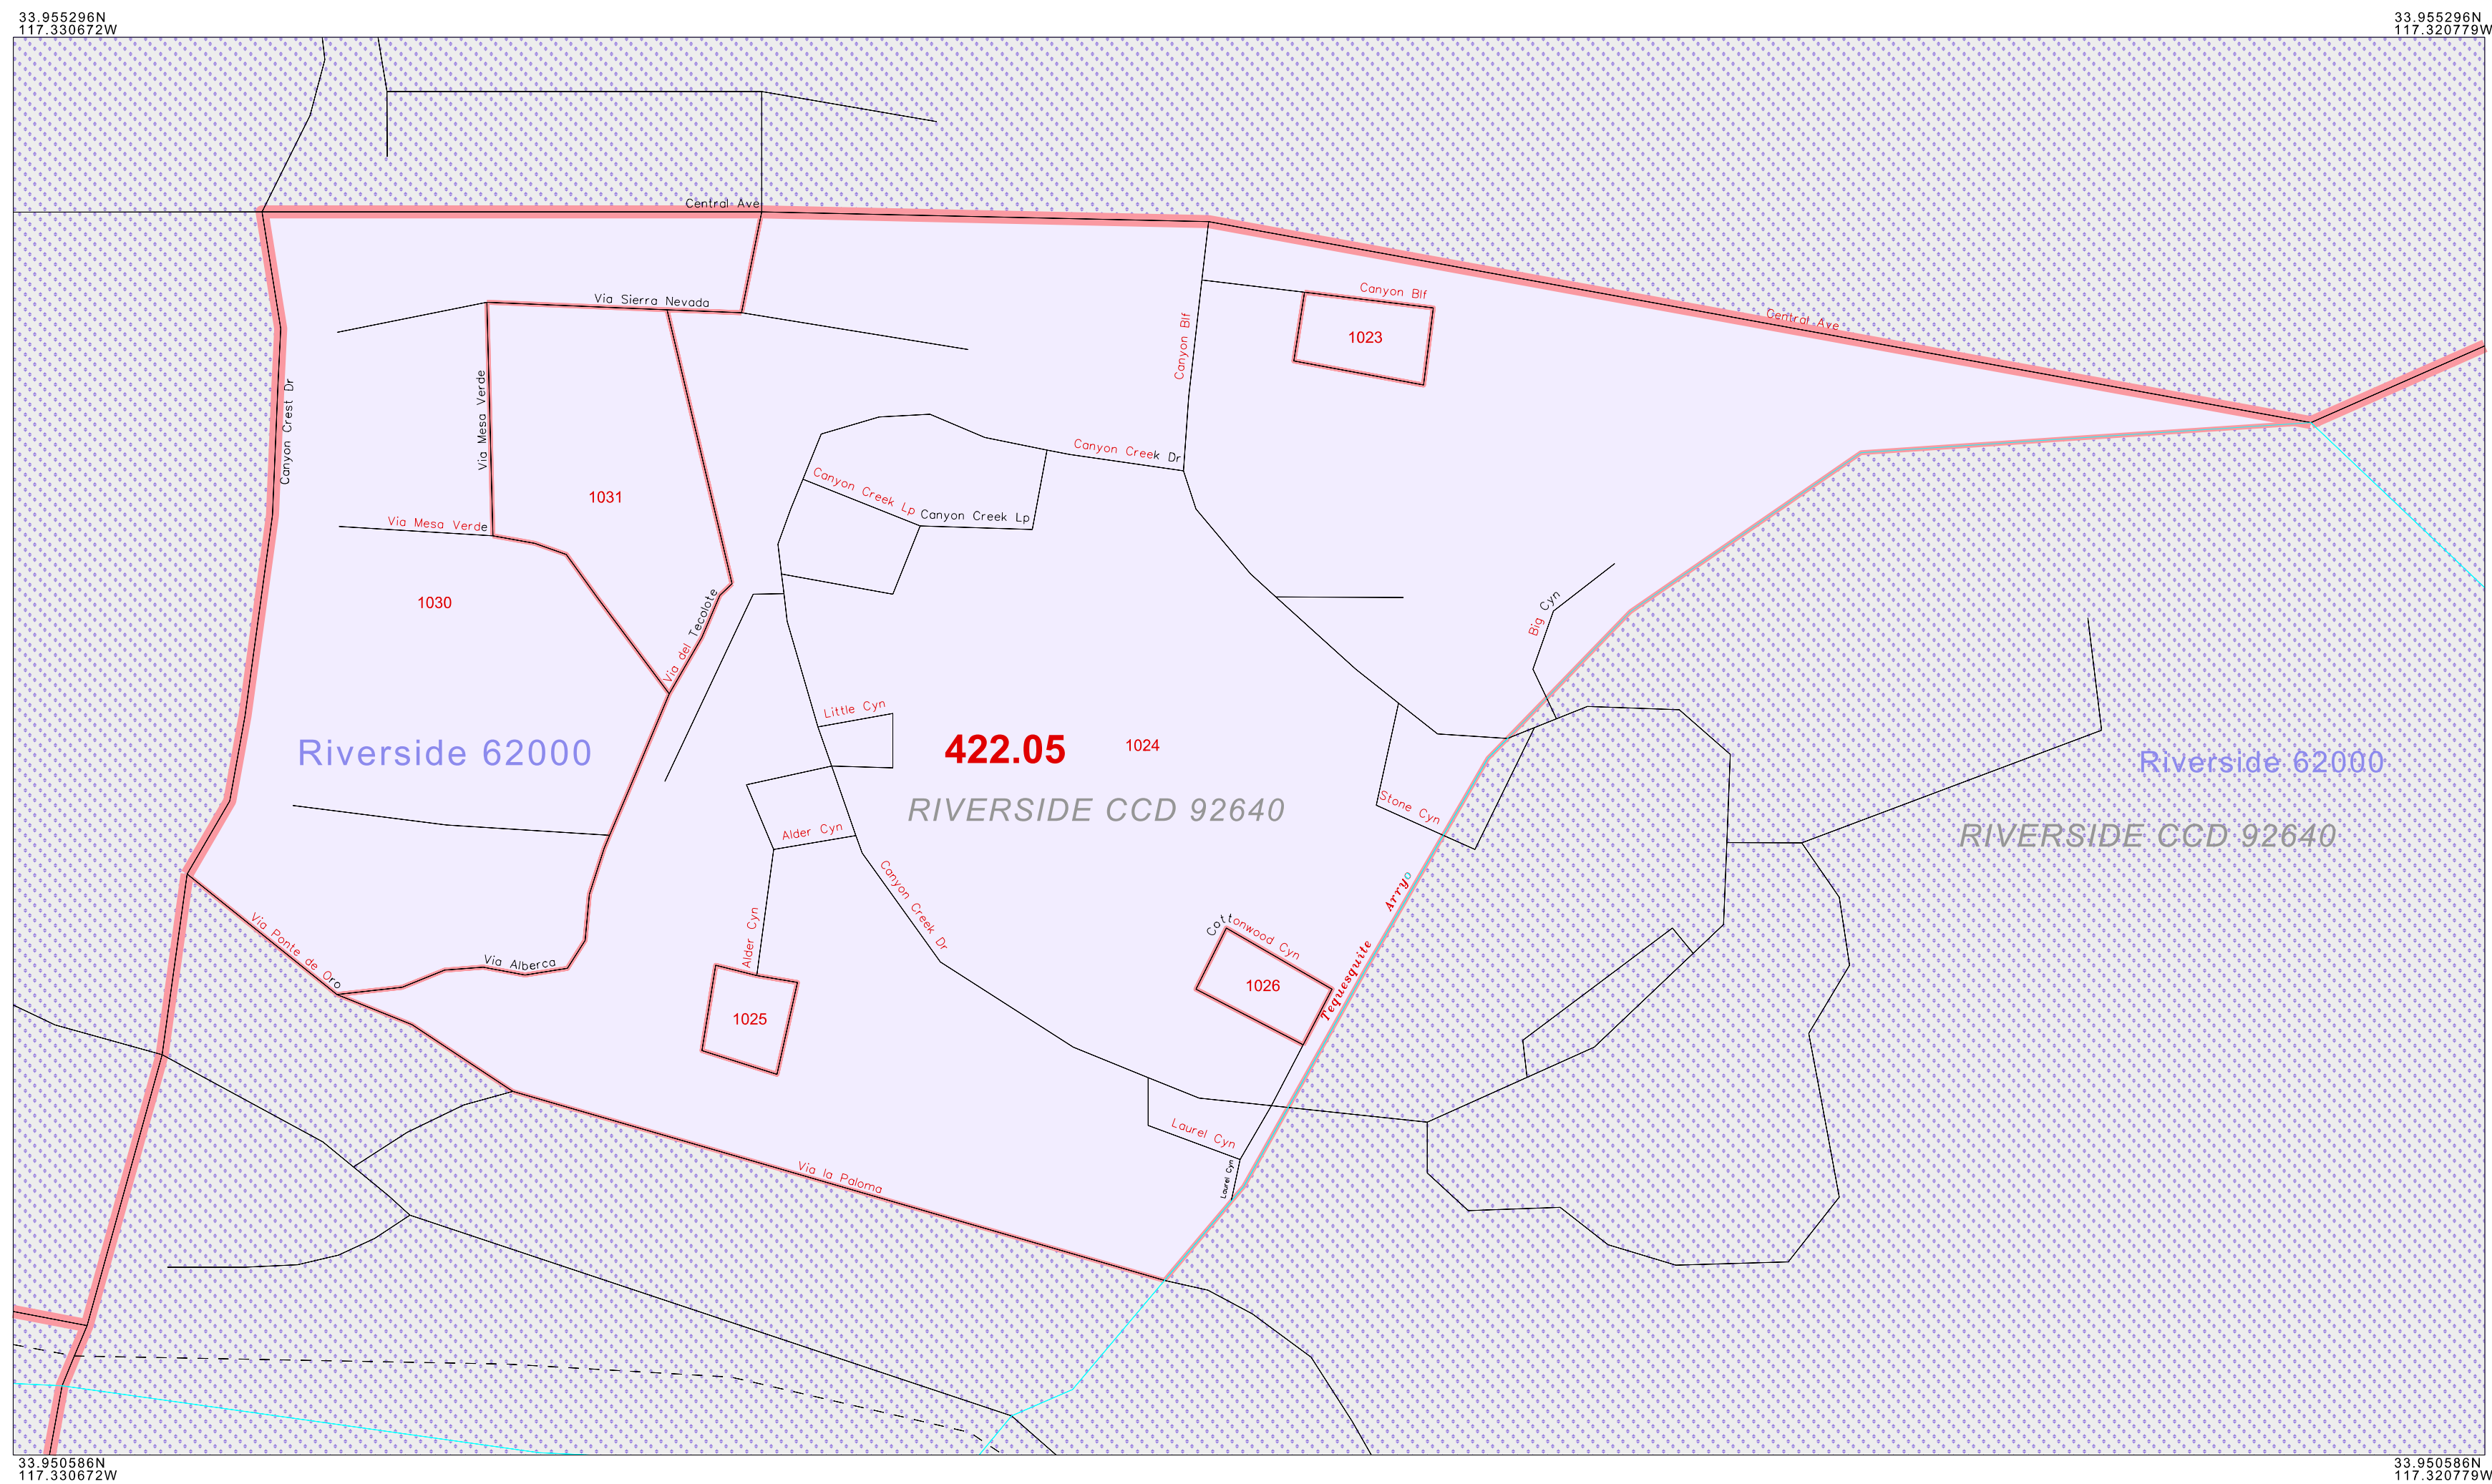 33.955296N
117.330672W
33.955296N
117.320779W
Central Ave
Via Sierra Nevada
Canyon Blf
Central Ave
1023
Canyon Blf
Canyon Crest Dr
Via Mesa Verde
Canyon Creek Dr
Canyon Creek Lp
Canyon Creek Lp
1031
Via Mesa Verde
1030
Via del Tecolote
Big Cyn
Little Cyn
Riverside 62000
422.05
1024
Riverside 62000
RIVERSIDE CCD 92640
Stone Cyn
Alder Cyn
RIVERSIDE CCD 92640
Canyon Creek Dr
Tequesquite Arryo
Alder Cyn
Cottonwood Cyn
Via Ponte de Oro
Via Alberca
1026
1025
Laurel Cyn
Laurel Cyn
Via la Paloma
33.950586N
117.330672W
33.950586N
117.320779W